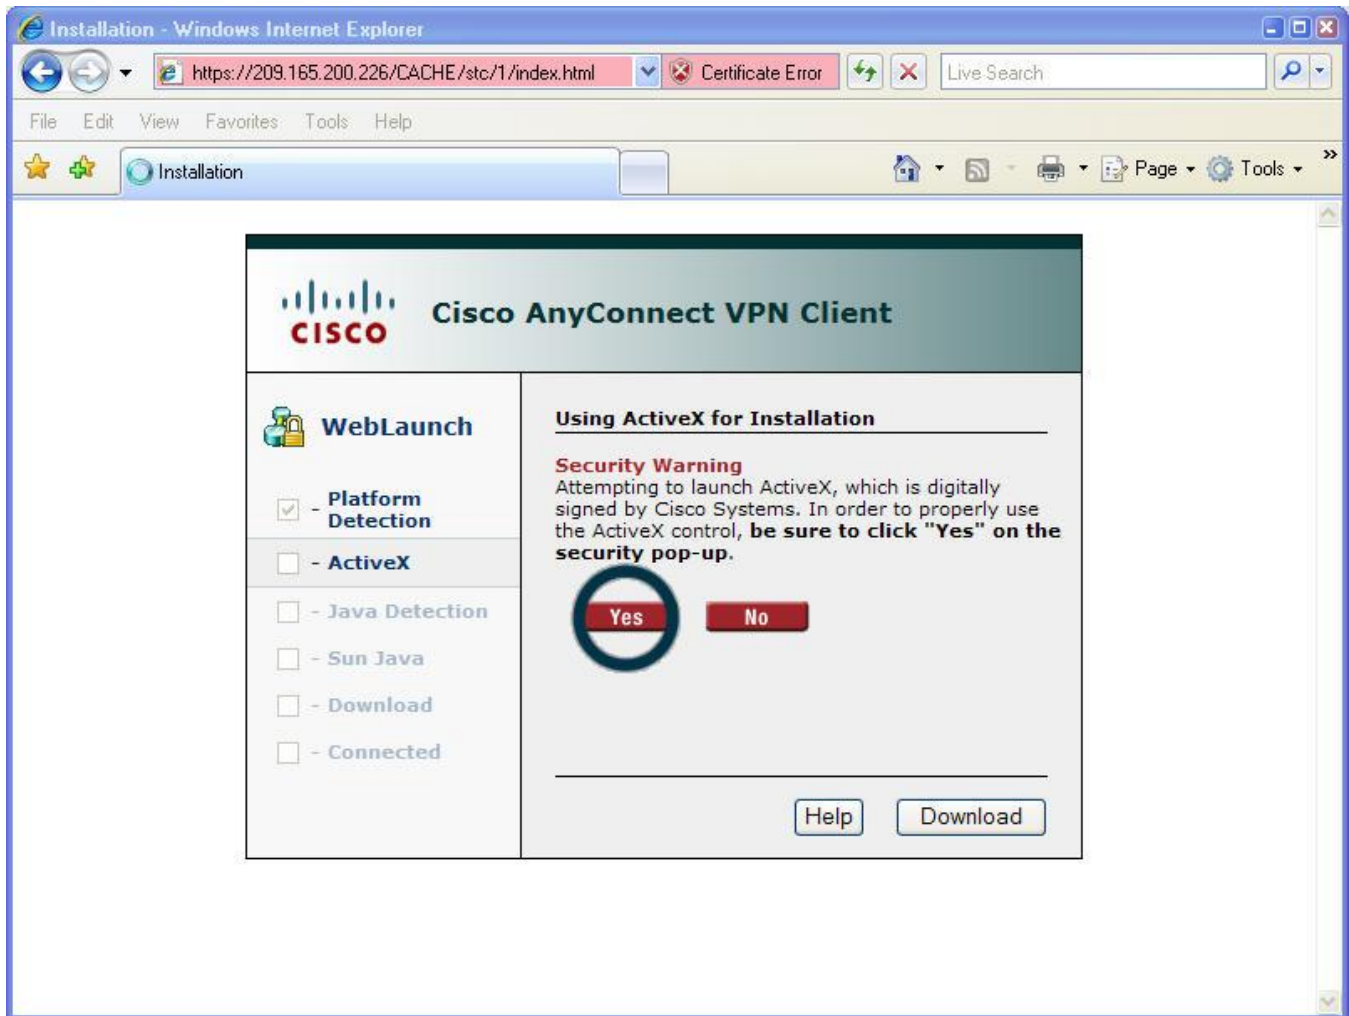 Installation - Windows Internet Explorer
https://209.165.200.226/CACHE/stc/1/index.html
Certificate Error
Live Search
File Edit View Favorites Tools Help
Installation
Page
Tools
»
CISCO
Cisco AnyConnect VPN Client
WebLaunch
- Platform
Detection
- ActiveX
- Java Detection
- Sun Java
- Download
- Connected
Using ActiveX for Installation
Security Warning
Attempting to launch ActiveX, which is digitally
signed by Cisco Systems. In order to properly use
the ActiveX control, be sure to click "Yes" on the
security pop-up.
Yes
No
Help
Download